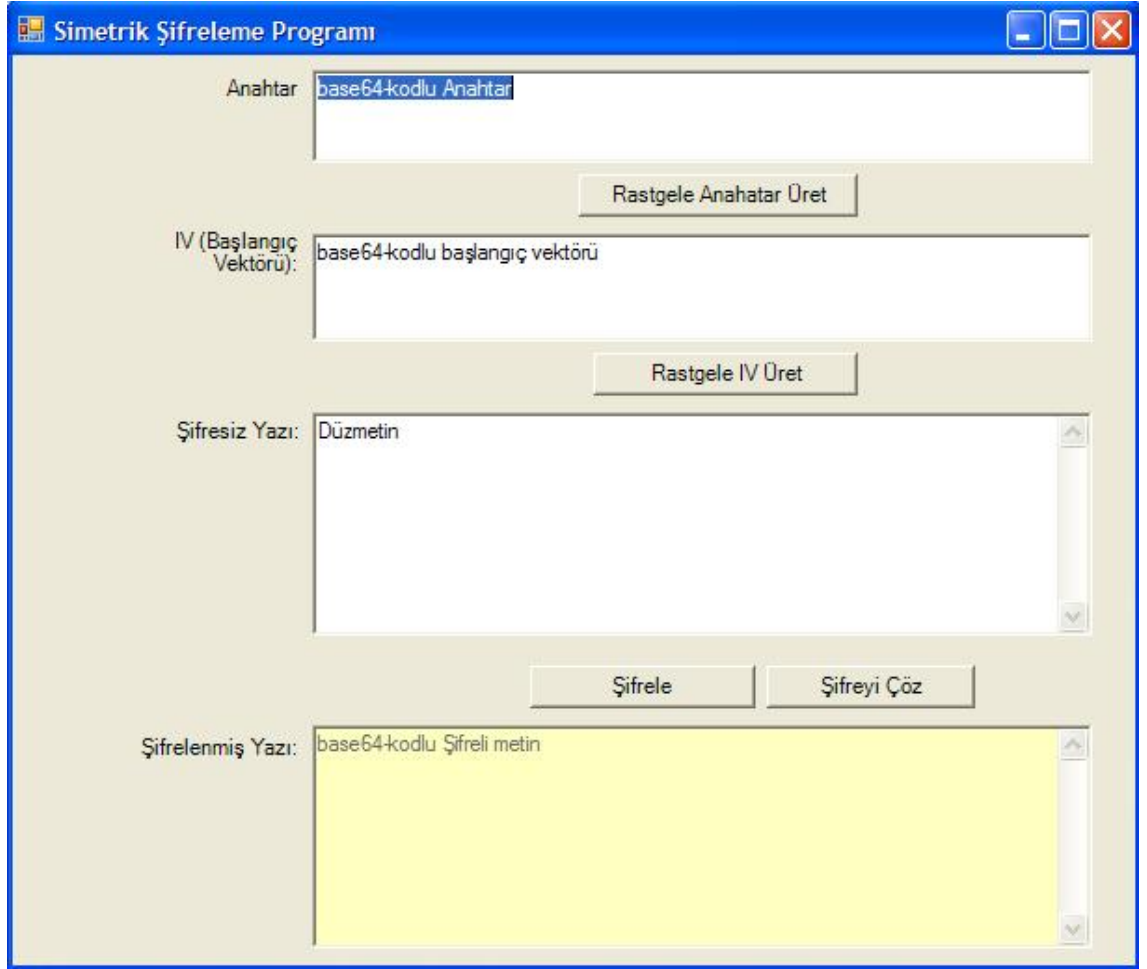 Simetrik Şifreleme Programı
Anahtar
base64-kodlu Anahtar
Rastgele Anahatar Üret
IV (Başlangıç
Vektörü):
base64-kodlu başlangıç vektörü
Rastgele IV Üret
Şifresiz Yazı:
Düzmetin
Şifrele
Şifreyi Çöz
Şifrelenmiş Yazı:
base64-kodlu Şifreli metin